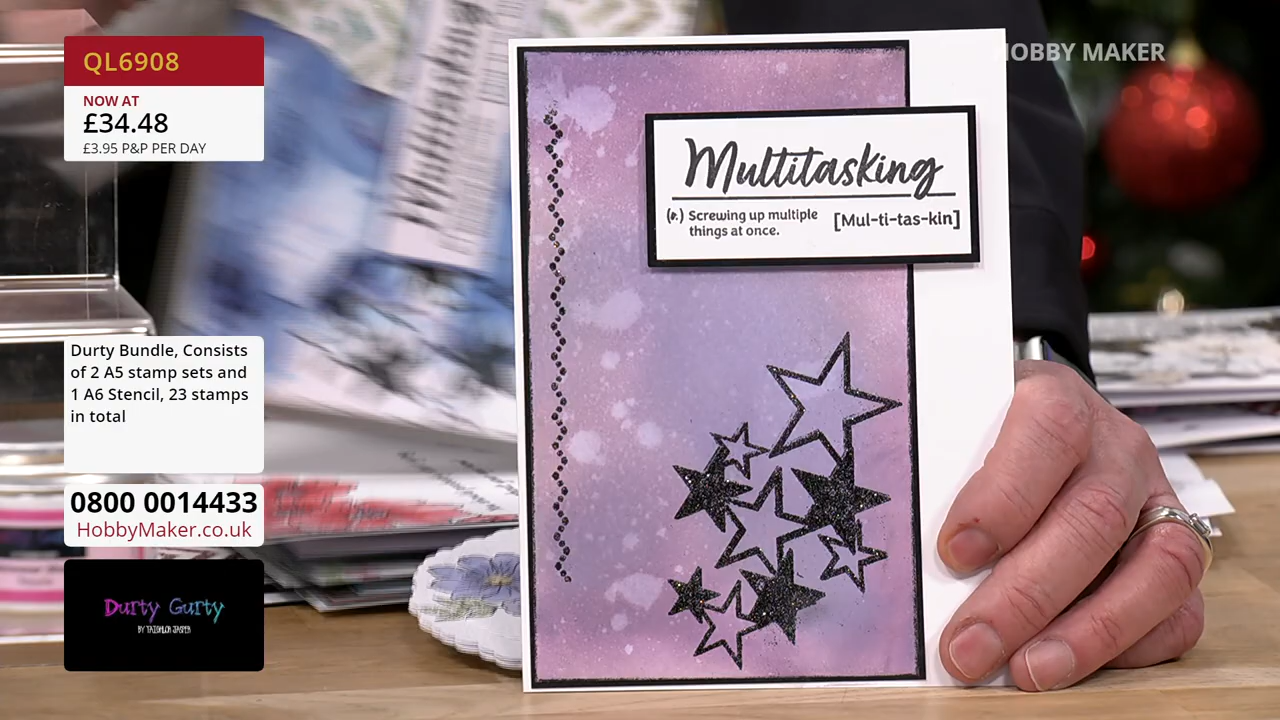 QL6908
NOW AT
£34.48
£3.95 P&P PER DAY
Durty Bundle, Consists
of 2 A5 stamp sets and
1 A6 Stencil, 23 stamps
in total
0800 0014433
HobbyMaker.co.uk
Durty Gurty
HOBBY MAKER
Multitasking
(v.) Screwing up multiple
things at once.
[Mul-ti-tas-kin]